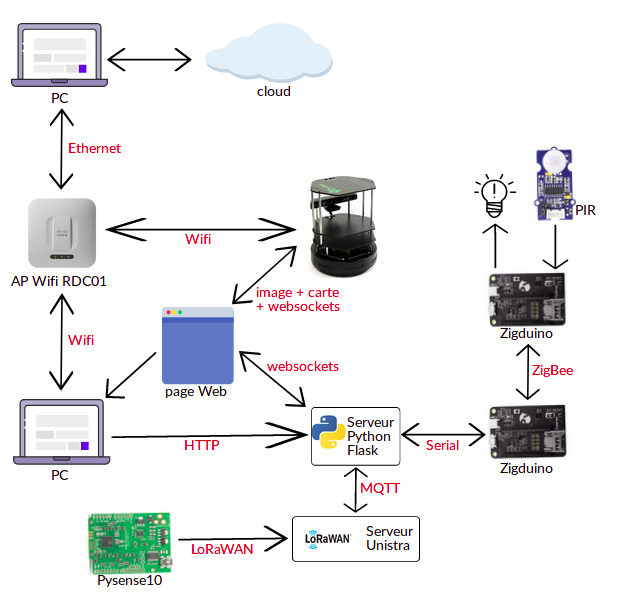 PC
cloud
Ethernet
AP Wifi RDC01
Wifi
PIR
image + carte
+ websockets
Zigduino
Wifi
page Web
websockets
ZigBee
PC
HTTP
Serveur
Python
Flask
Serial
Zigduino
MQTT
Pysense10
LoRaWAN
LoRaWAN
Serveur
Unistra